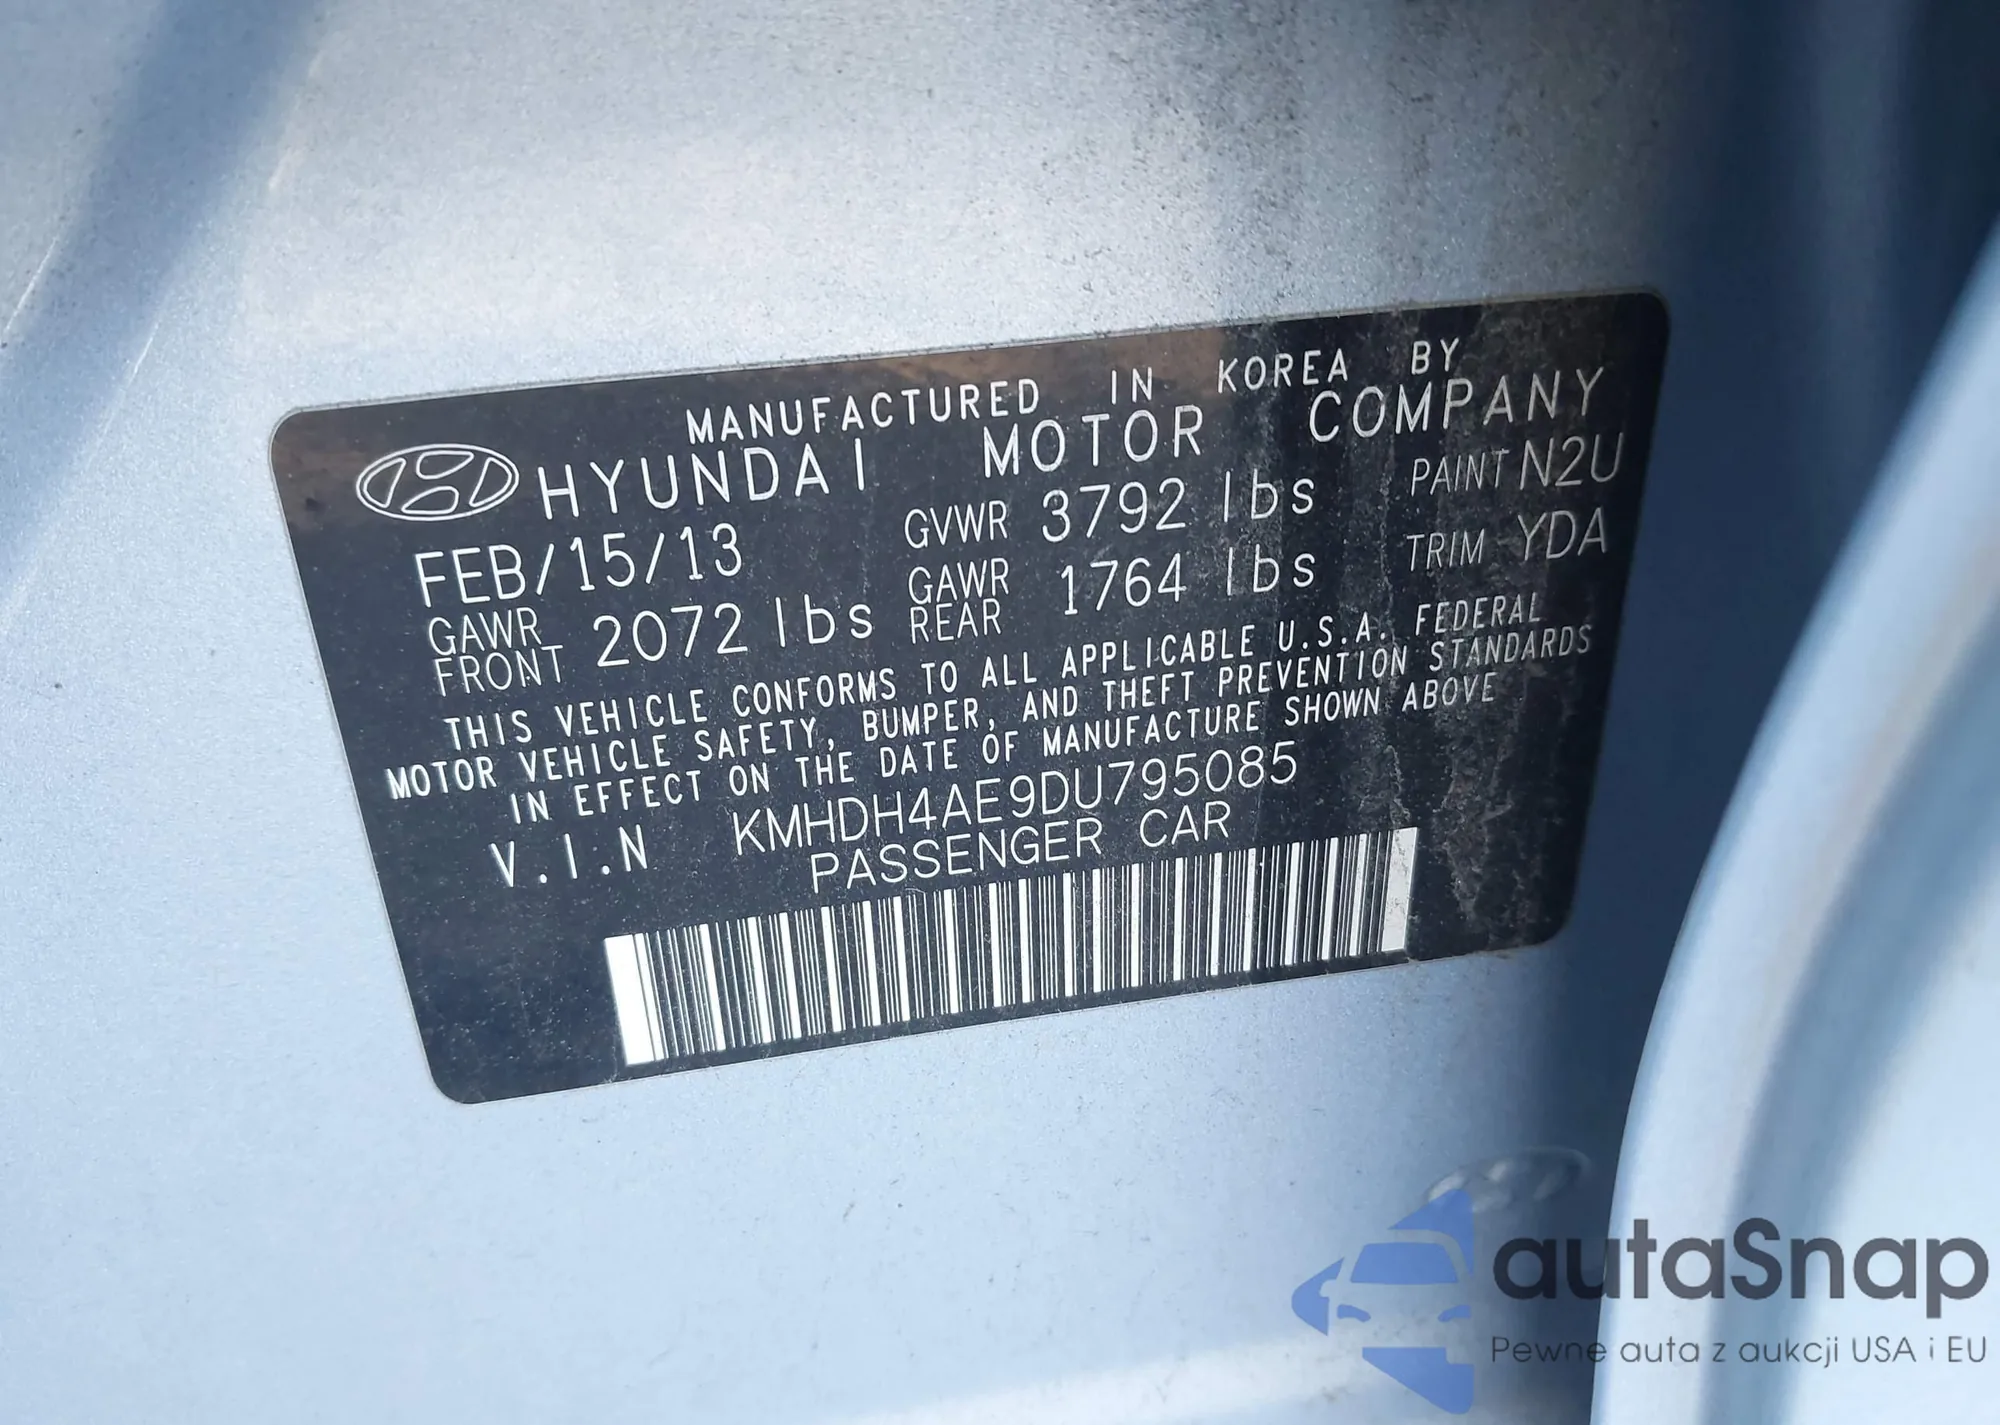 MANUFACTURED IN KOREA BY
HYUNDAI MOTOR COMPANY
FEB/15/13 GVWR 3792 lbs PAINT N2U
GAWR FRONT 2072 lbs GAWR REAR 1764 lbs TRIM YDA
THIS VEHICLE CONFORMS TO ALL APPLICABLE U.S.A. FEDERAL
MOTOR VEHICLE SAFETY, BUMPER, AND THEFT PREVENTION STANDARDS
IN EFFECT ON THE DATE OF MANUFACTURE SHOWN ABOVE
V.I.N KMHDH4AE9DU795085
PASSENGER CAR
autaSnap
Pewne auta z aukcji USA i EU